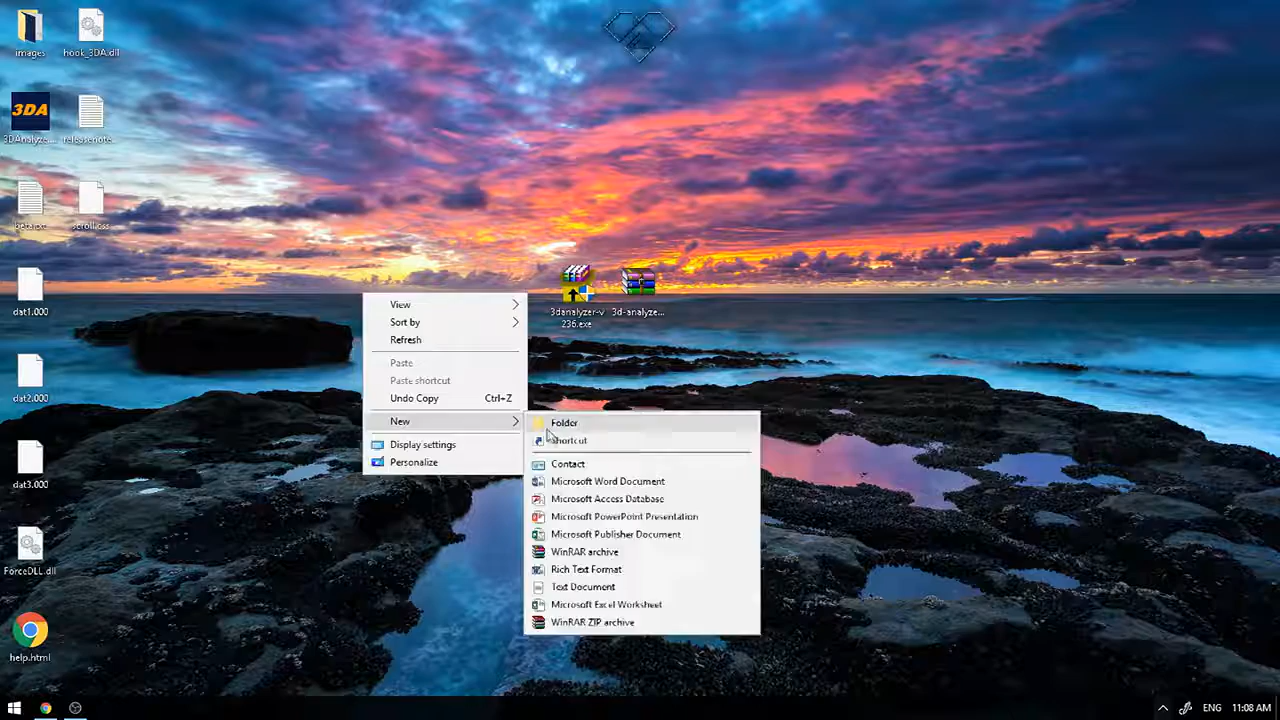 images
hook_3DA.dll
3DA
3DAnalyze...
releasenote...
beta.txt
scroll.oss
dat1.000
dat2.000
dat3.000
ForceDLL.dll
help.html
3danalyzer-v
236.exe
3d-analyze...
View
Sort by
Refresh
Paste
Paste shortcut
Undo Copy Ctrl+Z
New
Display settings
Personalize
Folder
Shortcut
Contact
Microsoft Word Document
Microsoft Access Database
Microsoft PowerPoint Presentation
Microsoft Publisher Document
WinRAR archive
Rich Text Format
Text Document
Microsoft Excel Worksheet
WinRAR ZIP archive
ENG 11:08 AM